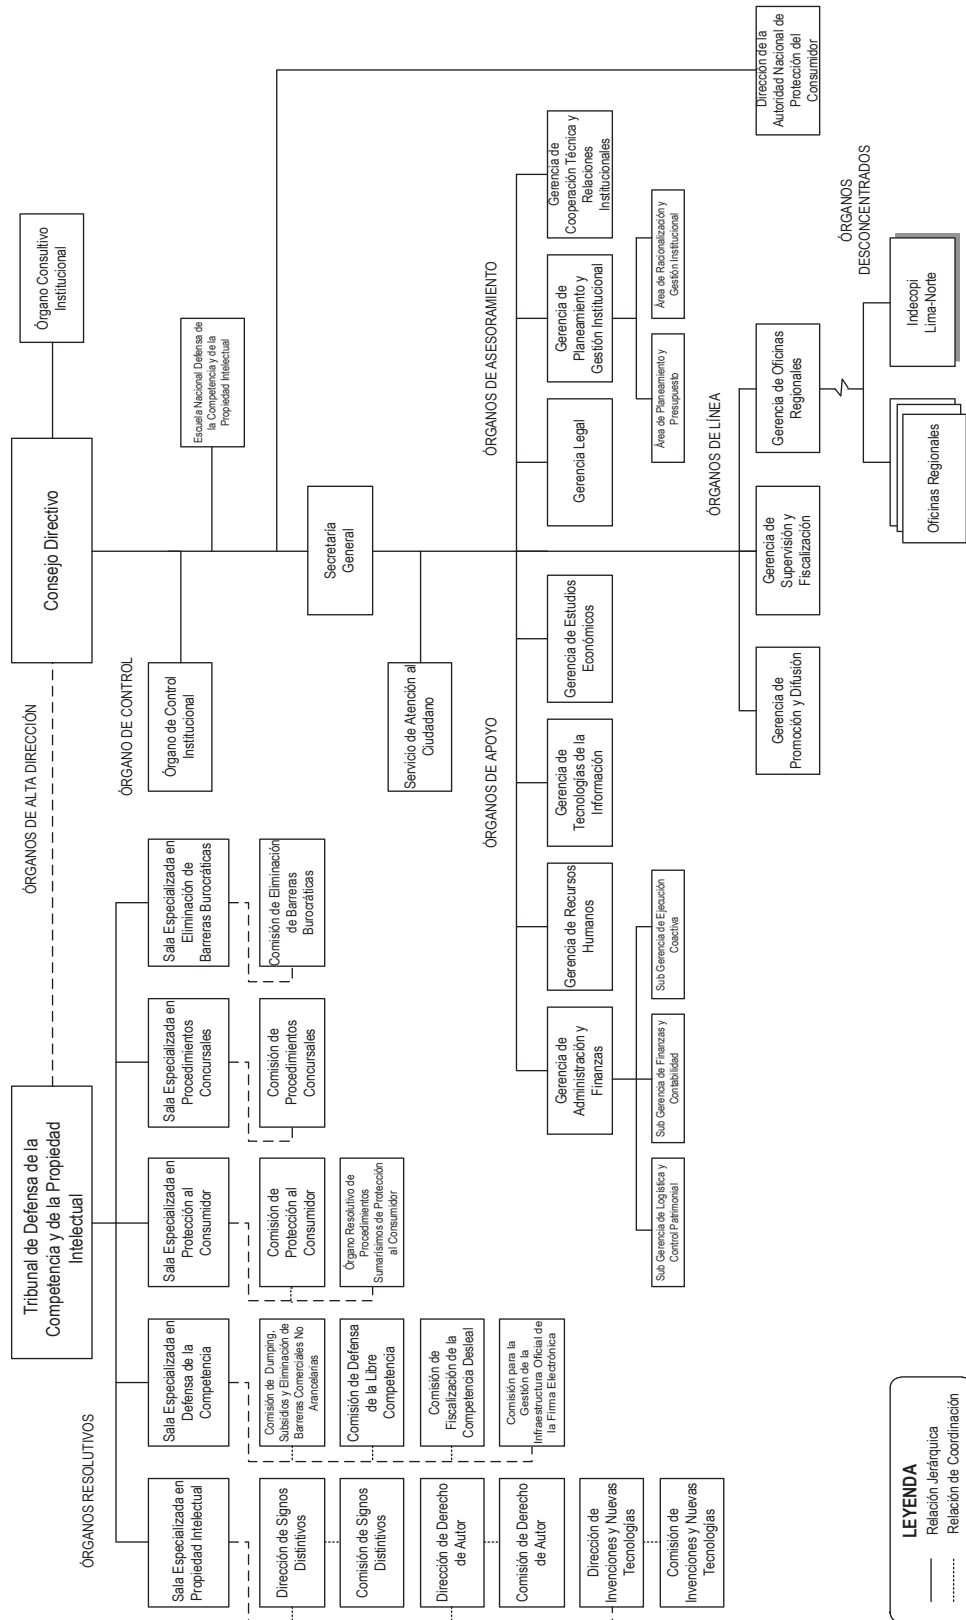 ÓRGANOS DE ALTA DIRECCIÓN
Tribunal de Defensa de la
Competencia y de la Propiedad
Intelectual
Consejo Directivo
Órgano Consultivo
Institucional
ÓRGANOS RESOLUTIVOS
Sala Especializada en
Propiedad Intelectual
Sala Especializada en
Defensa de la
Competencia
Sala Especializada en
Protección al
Consumidor
Sala Especializada en
Procedimientos
Concursales
Sala Especializada en
Eliminación de
Barreras Burocráticas
Dirección de Signos
Distintivos
Comisión de Signos
Distintivos
Dirección de Derecho
de Autor
Comisión de Derecho
de Autor
Dirección de
Invenciones y Nuevas
Tecnologías
Comisión de
Invenciones y Nuevas
Tecnologías
Comisión de Dumping,
Subsidios y Eliminación de
Barreras Comerciales No
Arancelarias
Comisión de Defensa
de la Libre
Competencia
Comisión de
Fiscalización de la
Competencia Desleal
Comisión para la
Gestión de la
Infraestructura Oficial de
la Firma Electrónica
Comisión de
Protección al
Consumidor
Órgano Resolutivo de
Procedimientos
Sumarísimos de Protección
al Consumidor
Comisión de
Procedimientos
Concursales
Comisión de Eliminación
de Barreras
Burocráticas
ÓRGANO DE CONTROL
Órgano de Control
Institucional
Escuela Nacional Defensa de
la Competencia y de la
Propiedad Intelectual
Secretaría
General
Servicio de Atención al
Ciudadano
ÓRGANOS DE APOYO
Gerencia de
Administración y
Finanzas
Gerencia de Recursos
Humanos
Gerencia de
Tecnologías de la
Información
Gerencia de Estudios
Económicos
Sub Gerencia de Logística y
Control Patrimonial
Sub Gerencia de Finanzas y
Contabilidad
Sub Gerencia de Ejecución
Coactiva
ÓRGANOS DE ASESORAMIENTO
Gerencia Legal
Gerencia de
Planeamiento y
Gestión Institucional
Gerencia de
Cooperación Técnica y
Relaciones
Institucionales
Área de Planeamiento y
Presupuesto
Área de Racionalización y
Gestión Institucional
ÓRGANOS DE LÍNEA
Gerencia de
Promoción y Difusión
Gerencia de
Supervisión y
Fiscalización
Gerencia de Oficinas
Regionales
Dirección de la
Autoridad Nacional de
Protección del
Consumidor
ÓRGANOS
DESCONCENTRADOS
Oficinas Regionales
Indecopi
Lima-Norte
LEYENDA
Relación Jerárquica
Relación de Coordinación